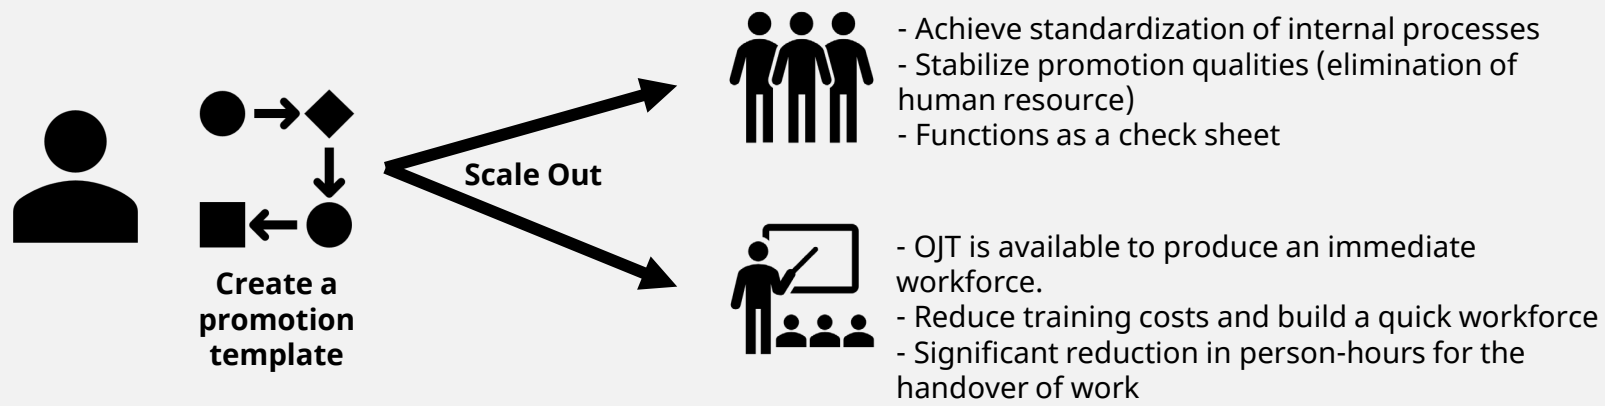 Create a
promotion
template
Scale Out
- Achieve standardization of internal processes
- Stabilize promotion qualities (elimination of
human resource)
- Functions as a check sheet
- OJT is available to produce an immediate
workforce.
- Reduce training costs and build a quick workforce
- Significant reduction in person-hours for the
handover of work